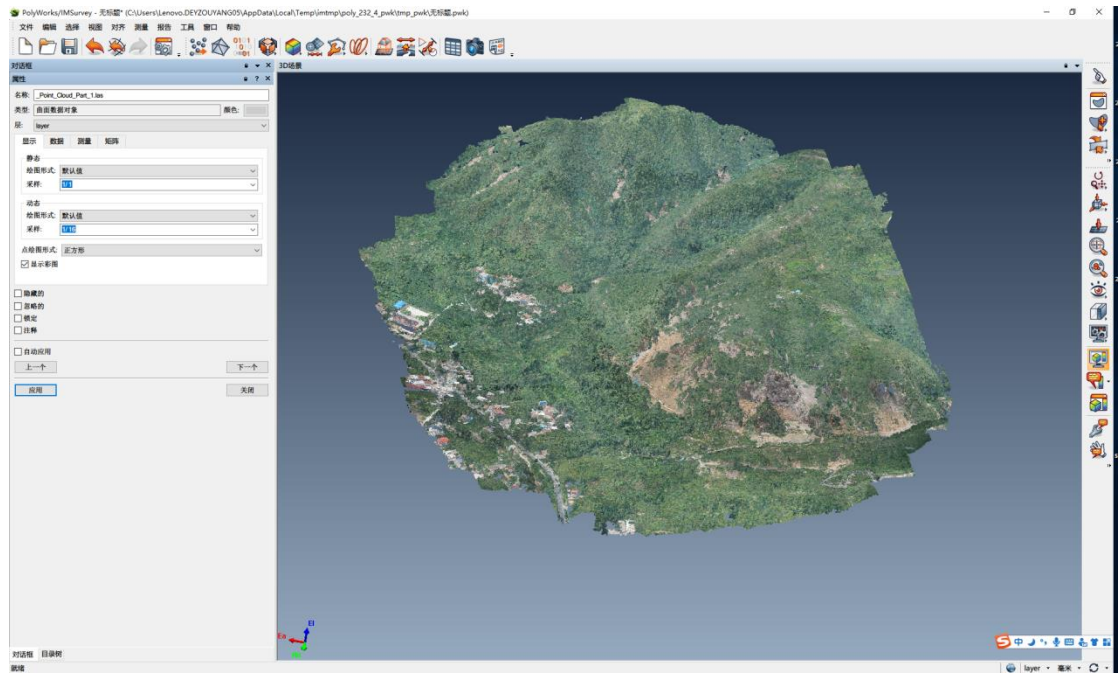 PolyWorks/IMSurvey - 无标题* (C:\Users\Lenovo.DEYZOUYANG05\AppData\Local\Temp\imtmp\poly_232_4_pwk\tmp_pwk\无标题.pwk)
文件 编辑 选择 视图 对齐 测量 报告 工具 窗口 帮助
对话框
3D场景
属性
名称: _Point_Cloud_Part_1.las
类型: 曲面数据对象 颜色:
层: layer
显示 数据 测量 矩阵
静态
绘图形式: 默认值
采样: 1/1
动态
绘图形式: 默认值
采样: 1/16
点绘图形式: 正方形
显示彩图
隐藏的
忽略的
锁定
注释
自动应用
上一个 下一个
应用 关闭
El
Ea
中
对话框 目录树
就绪
layer 毫米